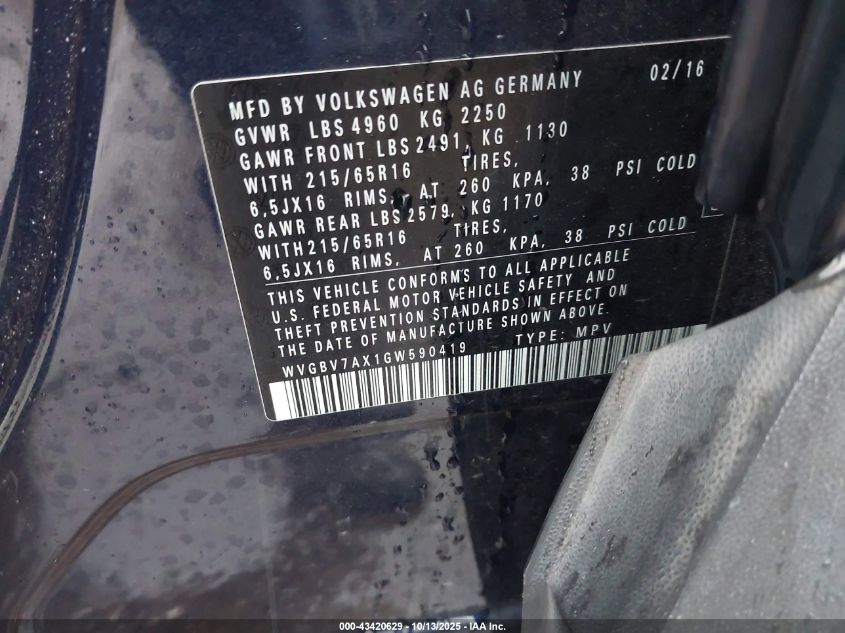 MFD BY VOLKSWAGEN AG GERMANY 02/16
GVWR LBS 4960 KG 2250
GAWR FRONT LBS 2491, KG 1130
WITH 215/65R16 TIRES,
6,5JX16 RIMS, AT 260 KPA, 38 PSI COLD
GAWR REAR LBS 2579, KG 1170
WITH215/65R16 TIRES,
6,5JX16 RIMS, AT 260 KPA, 38 PSI COLD
THIS VEHICLE CONFORMS TO ALL APPLICABLE
U.S. FEDERAL MOTOR VEHICLE SAFETY AND
THEFT PREVENTION STANDARDS IN EFFECT ON
THE DATE OF MANUFACTURE SHOWN ABOVE.
WVGBV7AX1GW590419 TYPE: MPV
000-43420629 - 10/13/2025 - IAA Inc.